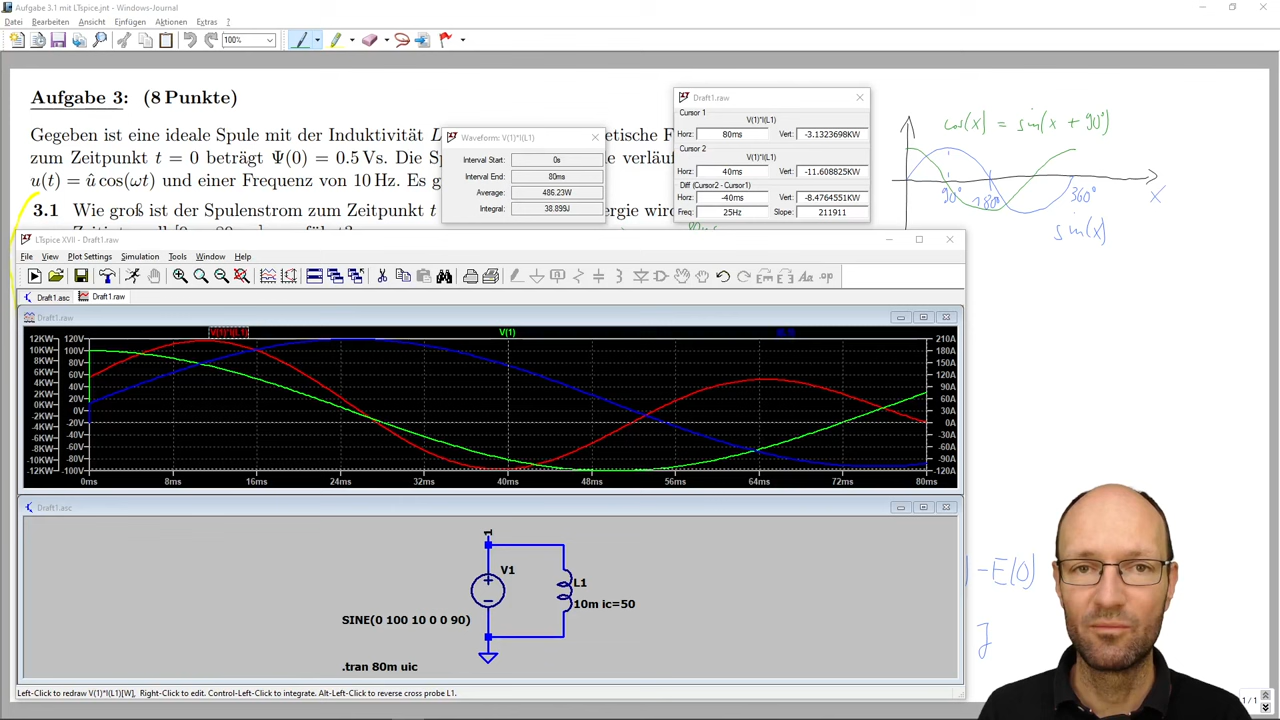 Aufgabe 3.1 mit LTspice.jnt - Windows-Journal
Datei Bearbeiten Ansicht Einfügen Aktionen Extras ?
100%
Aufgabe 3: (8 Punkte)
Gegeben ist eine ideale Spule mit der Induktivität
zum Zeitpunkt t = 0 beträgt Ψ(0) = 0.5 Vs. Die
u(t) = û cos(ωt) und einer Frequenz von 10 Hz. Es
3.1 Wie groß ist der Spulenstrom zum Zeitpunkt t
Waveform: V(1)*I(L1)
Interval Start: 0s
Interval End: 80ms
Average: 486.23W
Integral: 38.899J
Draft1.raw
Cursor 1
V(1)*I(L1)
Horz: 80ms Vert: -3.1323698KW
Cursor 2
V(1)*I(L1)
Horz: 40ms Vert: -11.608825KW
Diff (Cursor2 - Cursor1)
Horz: -40ms Vert: -8.4764551KW
Freq: 25Hz Slope: 211911
cos(x) = sin(x + 90°)
90° 180° 360° x
sin(x)
LTspice XVII - Draft1.raw
File View Plot Settings Simulation Tools Window Help
Draft1.asc Draft1.raw
Draft1.raw
V(1)*I(L1) V(1)
12KW 120V 210A
10KW 100V 180A
8KW 80V 150A
6KW 60V 120A
4KW 40V 90A
2KW 20V 60A
0KW 0V 30A
-2KW -20V 0A
-4KW -40V -30A
-6KW -60V -60A
-10KW -80V -90A
-12KW -100V -120A
0ms 8ms 16ms 24ms 32ms 40ms 48ms 56ms 64ms 72ms 80ms
Draft1.asc
1
V1
L1
10m ic=50
SINE(0 100 10 0 0 90)
.tran 80m uic
-E(0)
J
Left-Click to redraw V(1)*I(L1)[W], Right-Click to edit. Control-Left-Click to integrate. Alt-Left-Click to reverse cross probe L1.
1/1